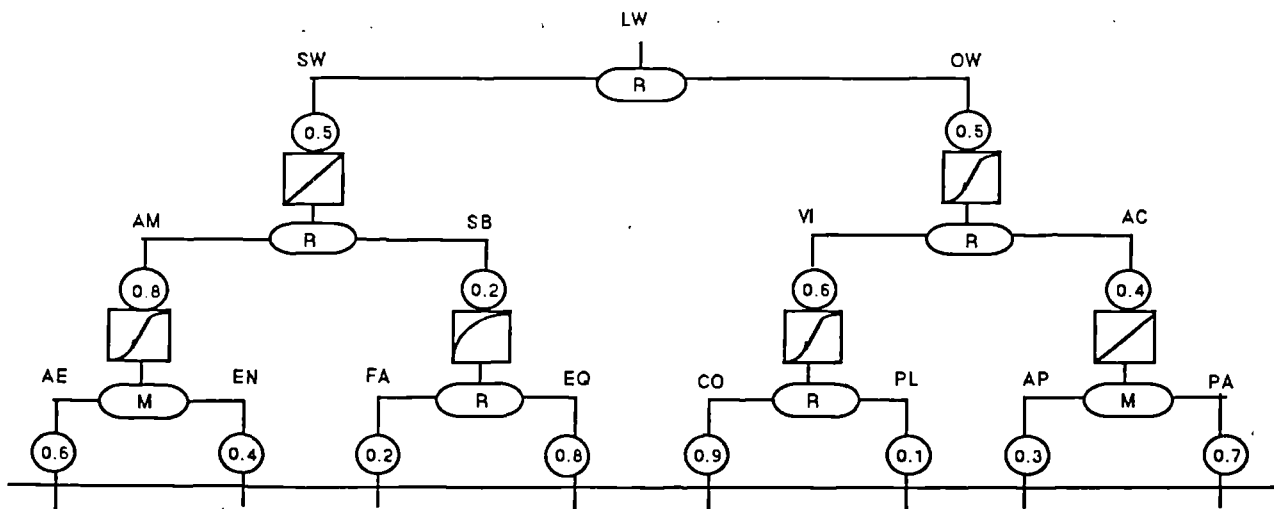 LW
SW OW
R
0.5 0.5
AM SB VI AC
R R
0.8 0.2 0.6 0.4
AE EN FA EQ CO PL AP PA
M R R M
0.6 0.4 0.2 0.8 0.9 0.1 0.3 0.7